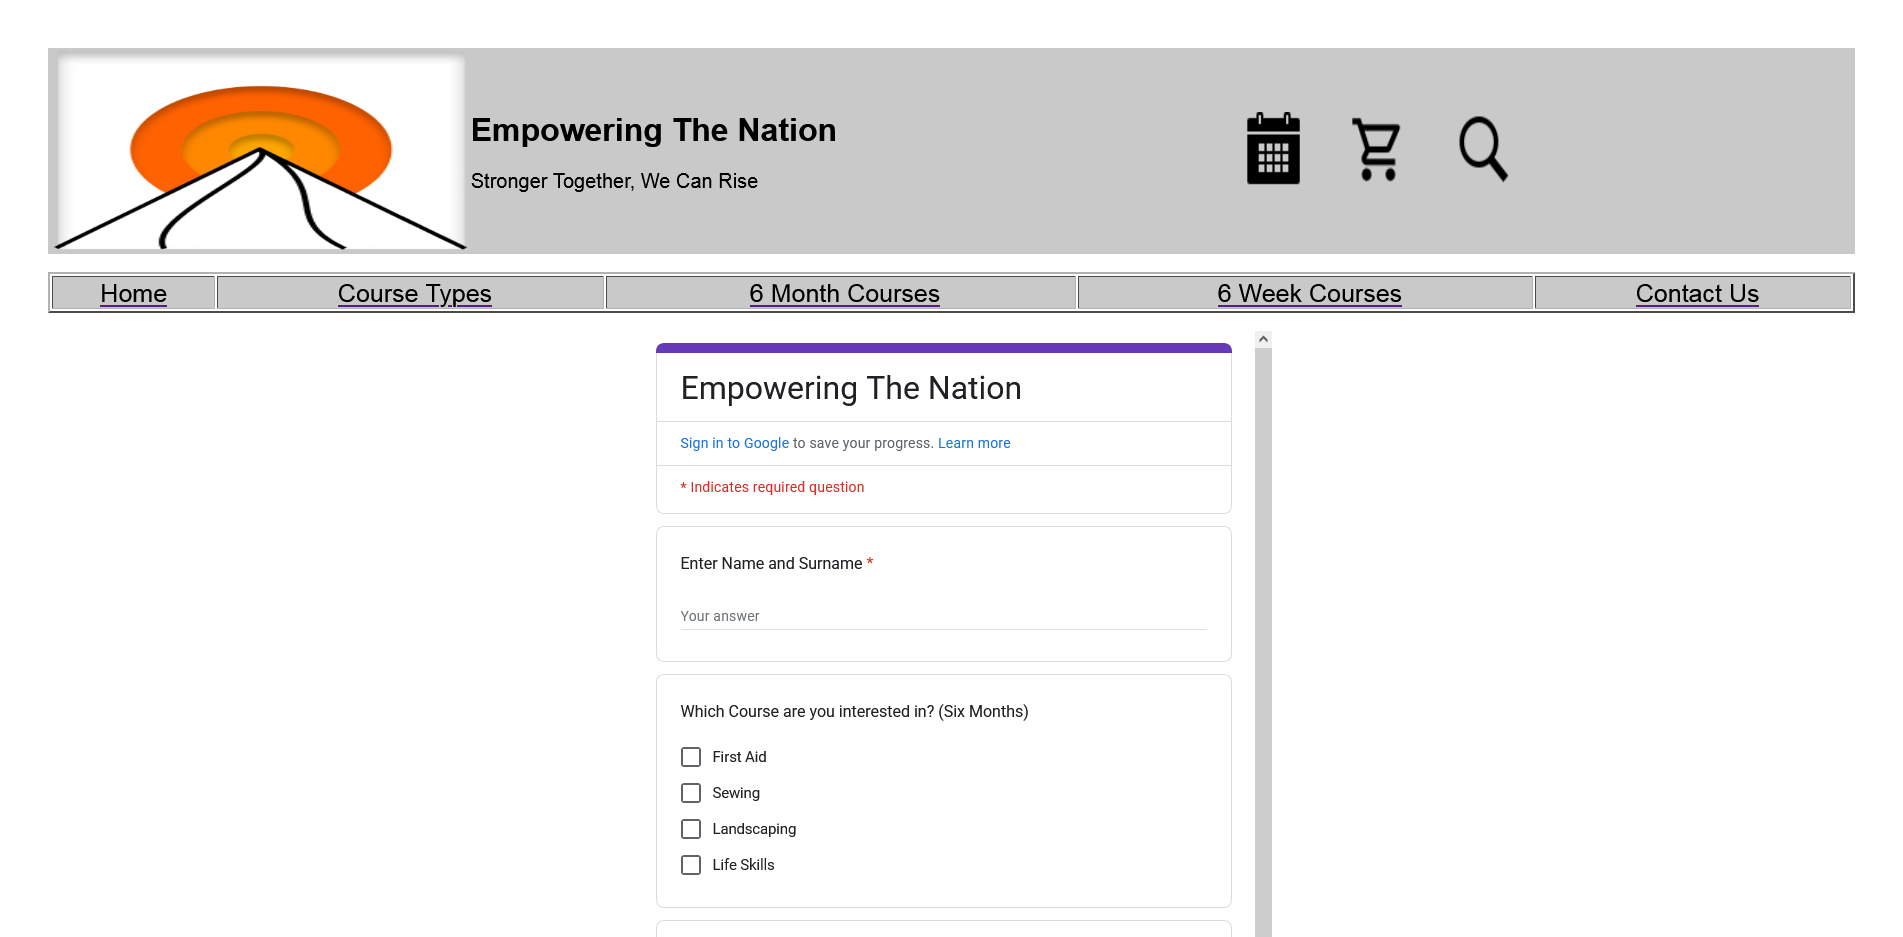 Empowering The Nation
Stronger Together, We Can Rise
Home Course Types 6 Month Courses 6 Week Courses Contact Us
Empowering The Nation
Sign in to Google to save your progress. Learn more
* Indicates required question
Enter Name and Surname *
Your answer
Which Course are you interested in? (Six Months)
First Aid
Sewing
Landscaping
Life Skills